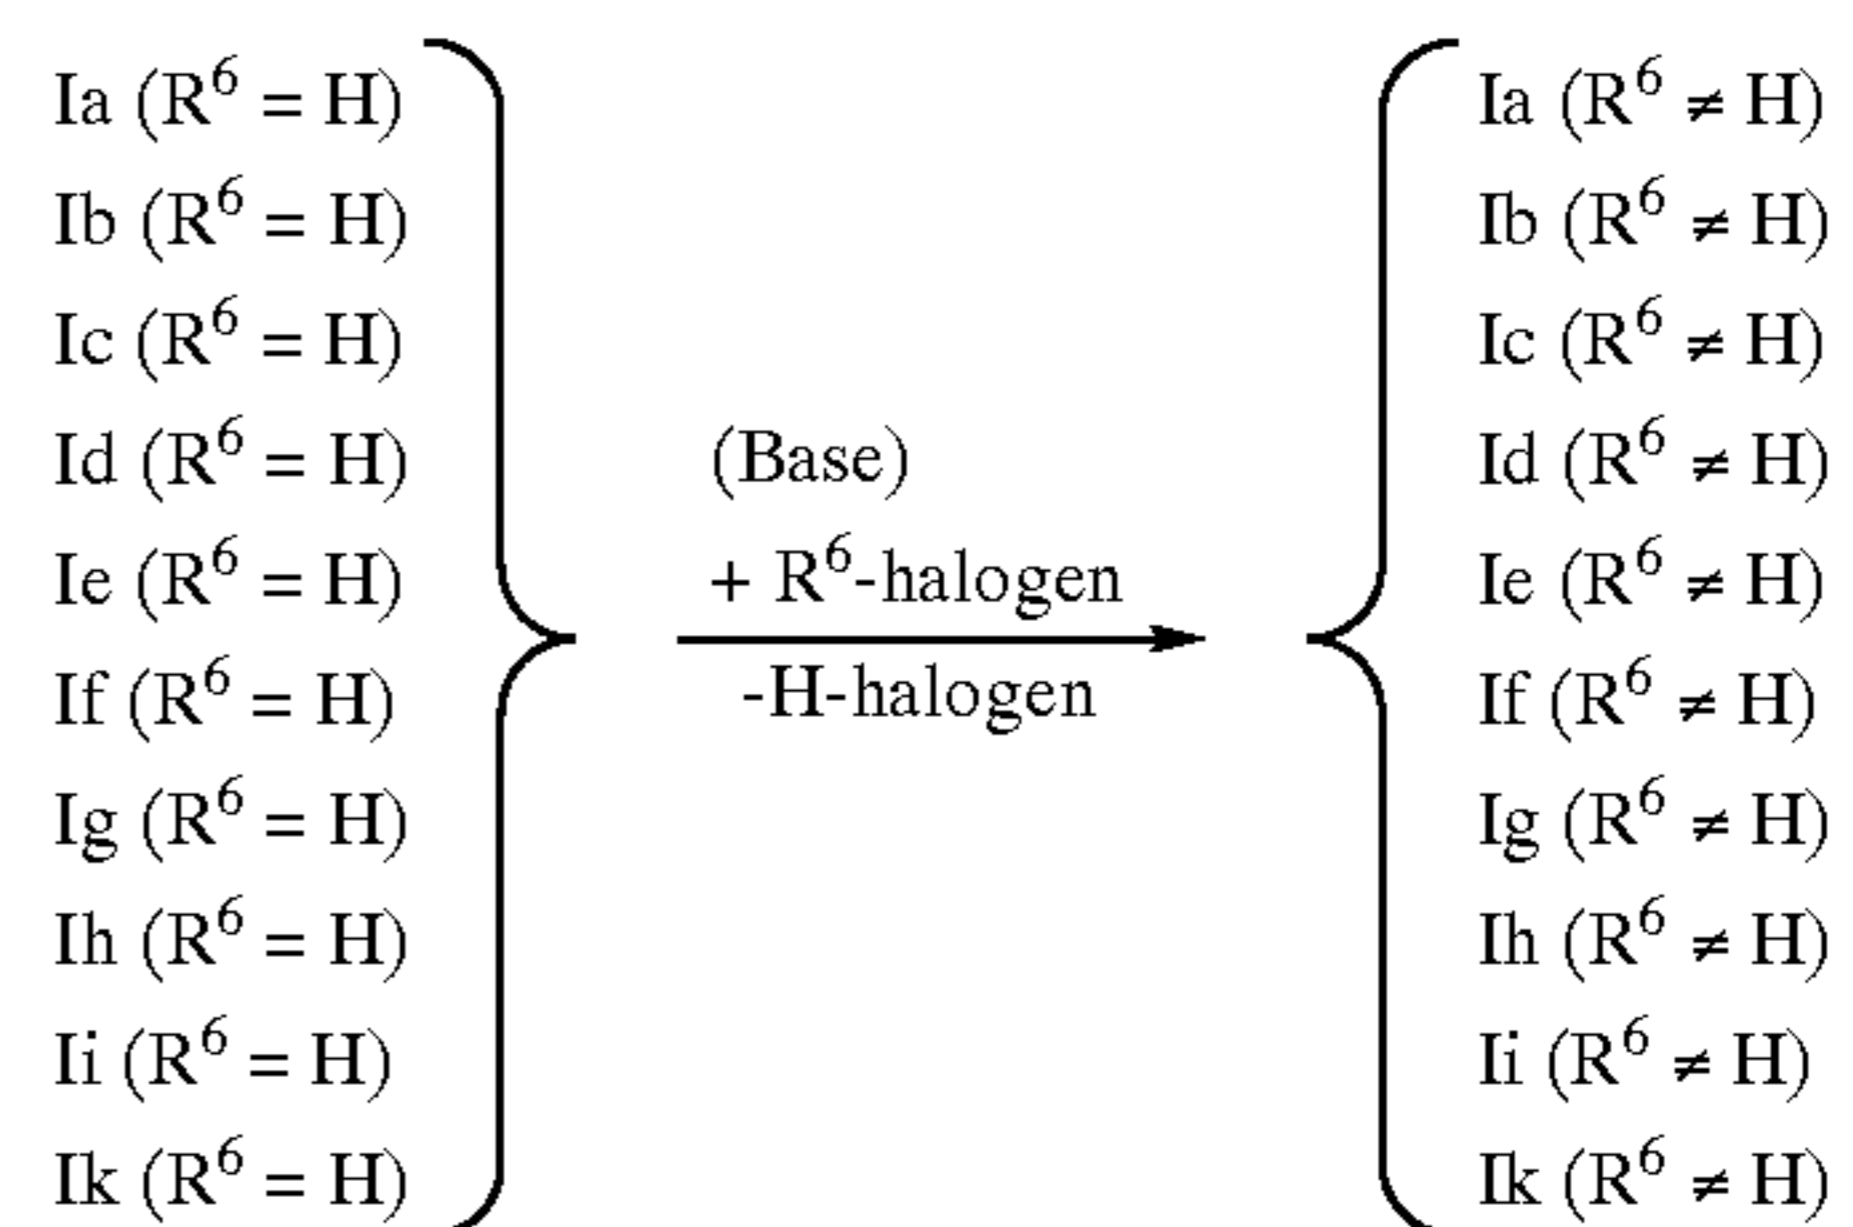 Ia (R⁶ = H)
Ib (R⁶ = H)
Ic (R⁶ = H)
Id (R⁶ = H)
Ie (R⁶ = H)
If (R⁶ = H)
Ig (R⁶ = H)
Ih (R⁶ = H)
Ii (R⁶ = H)
Ik (R⁶ = H)
(Base)
+ R⁶-halogen
-H-halogen
Ia (R⁶ ≠ H)
Ib (R⁶ ≠ H)
Ic (R⁶ ≠ H)
Id (R⁶ ≠ H)
Ie (R⁶ ≠ H)
If (R⁶ ≠ H)
Ig (R⁶ ≠ H)
Ih (R⁶ ≠ H)
Ii (R⁶ ≠ H)
Ik (R⁶ ≠ H)